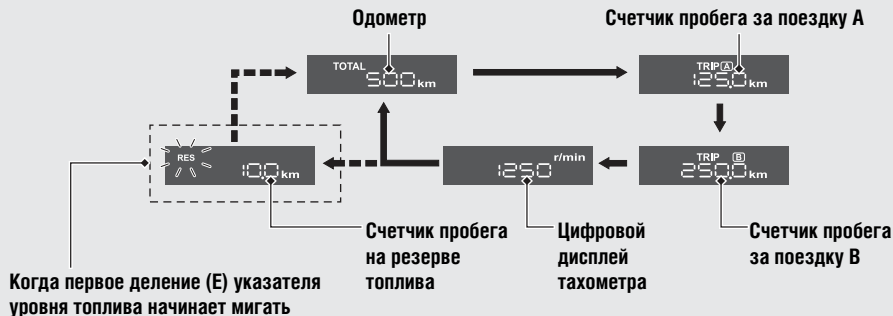 Одометр
Счетчик пробега за поездку A
TOTAL
500 km
TRIP A
125.0 km
RES
10.0 km
r/min
1250
TRIP B
250.0 km
Счетчик пробега
на резерве
топлива
Цифровой
дисплей
тахометра
Счетчик пробега
за поездку B
Когда первое деление (E) указателя
уровня топлива начинает мигать